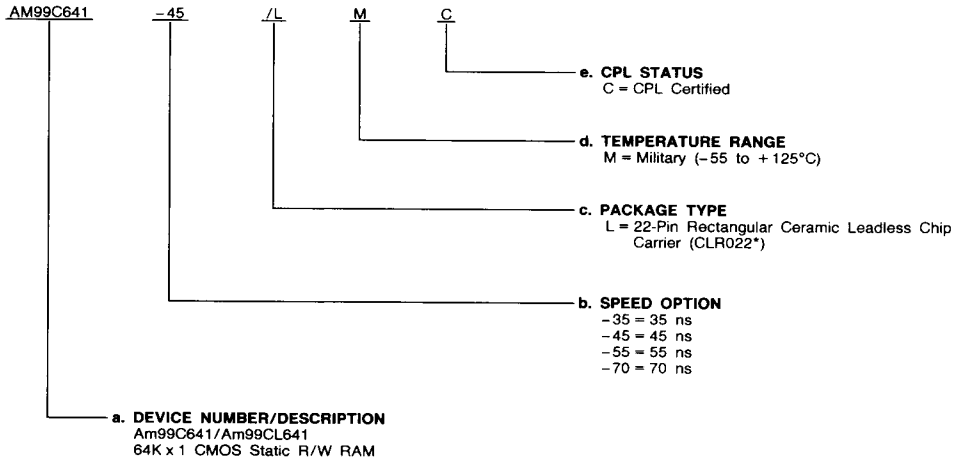 AM99C641 -45 /L M C
e. CPL STATUS
C = CPL Certified
d. TEMPERATURE RANGE
M = Military (-55 to +125°C)
c. PACKAGE TYPE
L = 22-Pin Rectangular Ceramic Leadless Chip
Carrier (CLR022*)
b. SPEED OPTION
-35 = 35 ns
-45 = 45 ns
-55 = 55 ns
-70 = 70 ns
a. DEVICE NUMBER/DESCRIPTION
Am99C641/Am99CL641
64K x 1 CMOS Static R/W RAM